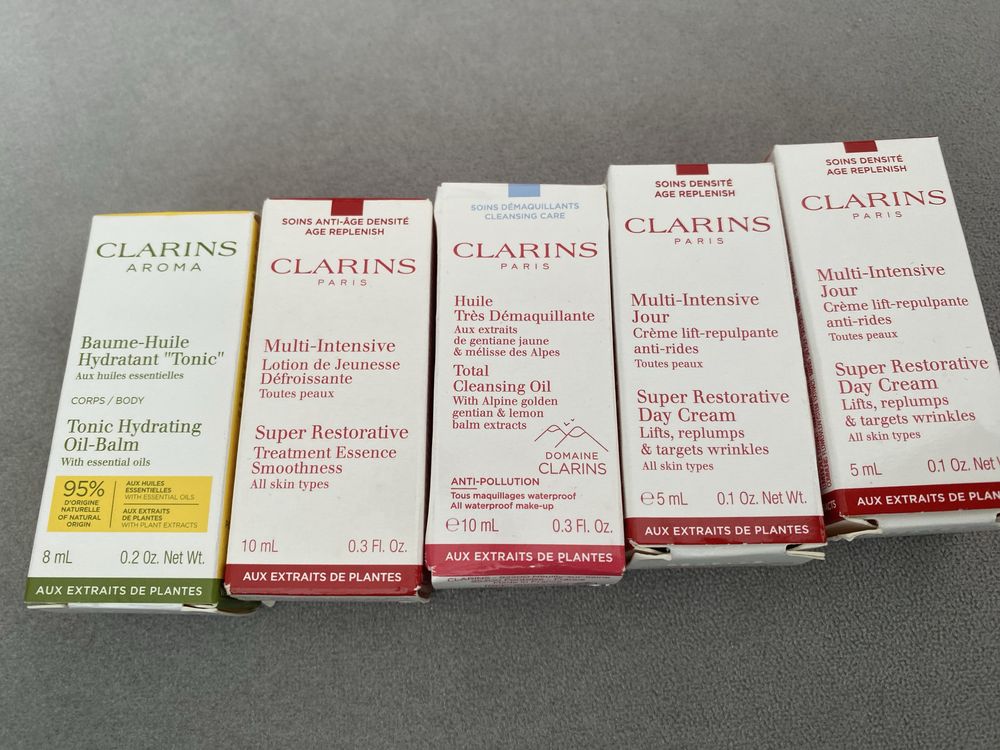 CLARINS
AROMA
Baume-Huile
Hydratant "Tonic"
Aux huiles essentielles
CORPS / BODY
Tonic Hydrating
Oil-Balm
With essential oils
95%
D'ORIGINE
NATURELLE
OF NATURAL
ORIGIN
AUX HUILES
ESSENTIELLES
WITH ESSENTIAL OILS
AUX EXTRAITS
DE PLANTES
WITH PLANT EXTRACTS
8 mL 0.2 Oz. Net Wt.
AUX EXTRAITS DE PLANTES
SOINS ANTI-ÂGE DENSITÉ
AGE REPLENISH
CLARINS
PARIS
Multi-Intensive
Lotion de Jeunesse
Défroissante
Toutes peaux
Super Restorative
Treatment Essence
Smoothness
All skin types
10 mL 0.3 Fl. Oz.
AUX EXTRAITS DE PLANTES
SOINS DÉMAQUILLANTS
CLEANSING CARE
CLARINS
PARIS
Huile
Très Démaquillante
Aux extraits
de gentiane jaune
& mélisse des Alpes
Total
Cleansing Oil
With Alpine golden
gentian & lemon
balm extracts
DOMAINE
CLARINS
ANTI-POLLUTION
Tous maquillages waterproof
All waterproof make-up
℮10 mL 0.3 Fl. Oz.
AUX EXTRAITS DE PLANTES
SOINS DENSITÉ
AGE REPLENISH
CLARINS
PARIS
Multi-Intensive
Jour
Crème lift-repulpante
anti-rides
Toutes peaux
Super Restorative
Day Cream
Lifts, replumps
& targets wrinkles
All skin types
℮5 mL 0.1 Oz. Net Wt.
AUX EXTRAITS DE PLANTES
SOINS DENSITÉ
AGE REPLENISH
CLARINS
PARIS
Multi-Intensive
Jour
Crème lift-repulpante
anti-rides
Toutes peaux
Super Restorative
Day Cream
Lifts, replumps
& targets wrinkles
All skin types
5 mL 0.1 Oz. Net
AUX EXTRAITS DE PLAN